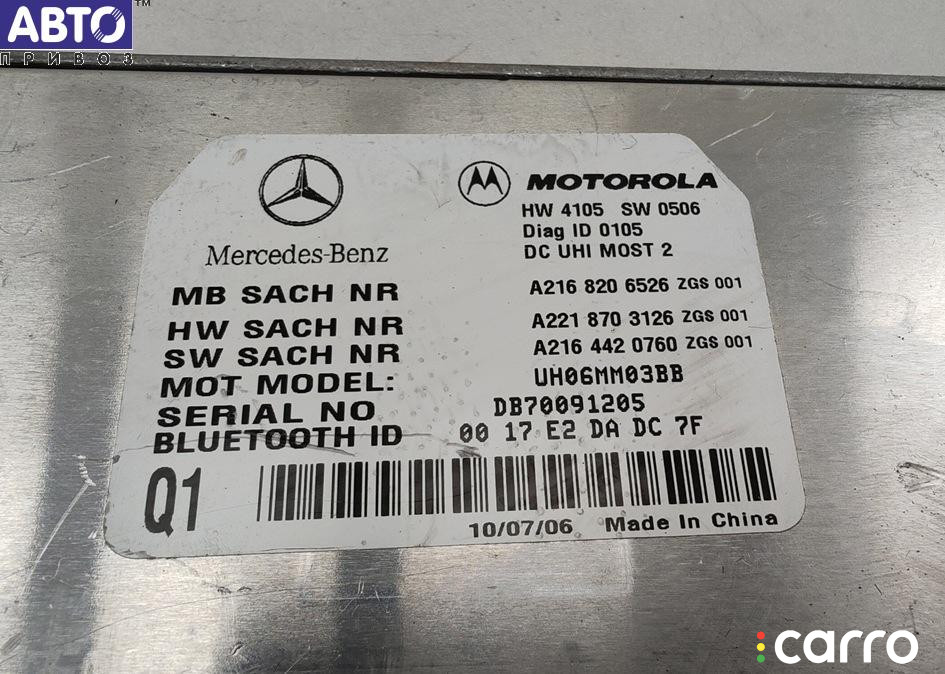 АВТО™
ПРИВОЗ
Mercedes-Benz
MOTOROLA
HW 4105 SW 0506
Diag ID 0105
DC UHI MOST 2
MB SACH NR A216 820 6526 ZGS 001
HW SACH NR A221 870 3126 ZGS 001
SW SACH NR A216 442 0760 ZGS 001
MOT MODEL: UH06MM03BB
SERIAL NO DB70091205
BLUETOOTH ID 00 17 E2 DA DC 7F
Q1
10/07/06 Made In China
carro